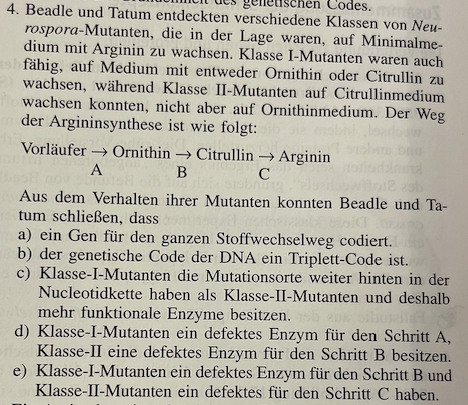 des genetischen Codes.
4. Beadle und Tatum entdeckten verschiedene Klassen von Neu-
rospora-Mutanten, die in der Lage waren, auf Minimalme-
dium mit Arginin zu wachsen. Klasse I-Mutanten waren auch
fähig, auf Medium mit entweder Ornithin oder Citrullin zu
wachsen, während Klasse II-Mutanten auf Citrullinmedium
wachsen konnten, nicht aber auf Ornithinmedium. Der Weg
der Argininsynthese ist wie folgt:
Vorläufer → Ornithin → Citrullin → Arginin
A B C
Aus dem Verhalten ihrer Mutanten konnten Beadle und Ta-
tum schließen, dass
a) ein Gen für den ganzen Stoffwechselweg codiert.
b) der genetische Code der DNA ein Triplett-Code ist.
c) Klasse-I-Mutanten die Mutationsorte weiter hinten in der
Nucleotidkette haben als Klasse-II-Mutanten und deshalb
mehr funktionale Enzyme besitzen.
d) Klasse-I-Mutanten ein defektes Enzym für den Schritt A,
Klasse-II eine defektes Enzym für den Schritt B besitzen.
e) Klasse-I-Mutanten ein defektes Enzym für den Schritt B und
Klasse-II-Mutanten ein defektes für den Schritt C haben.